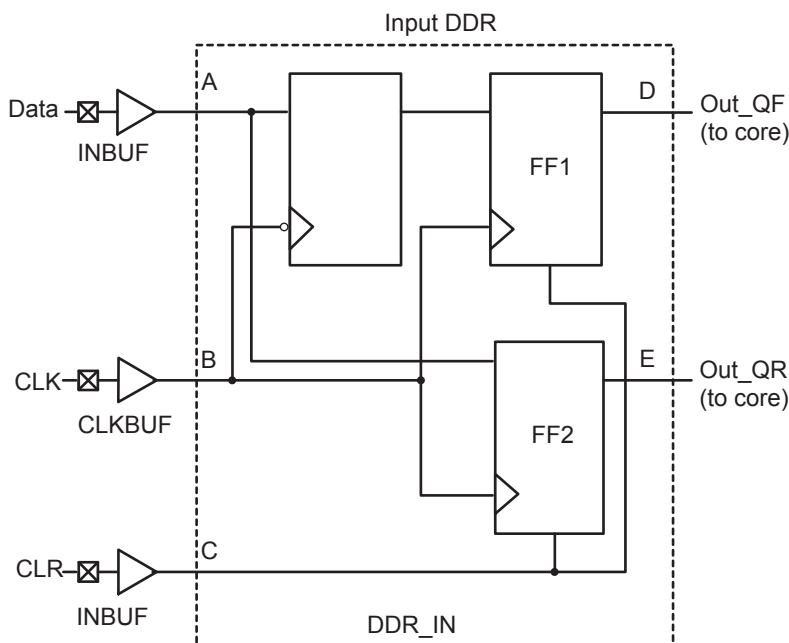 Input DDR
A
D
Data
Out_QF
(to core)
INBUF
FF1
B
E
CLK
Out_QR
(to core)
CLKBUF
FF2
C
CLR
INBUF
DDR_IN